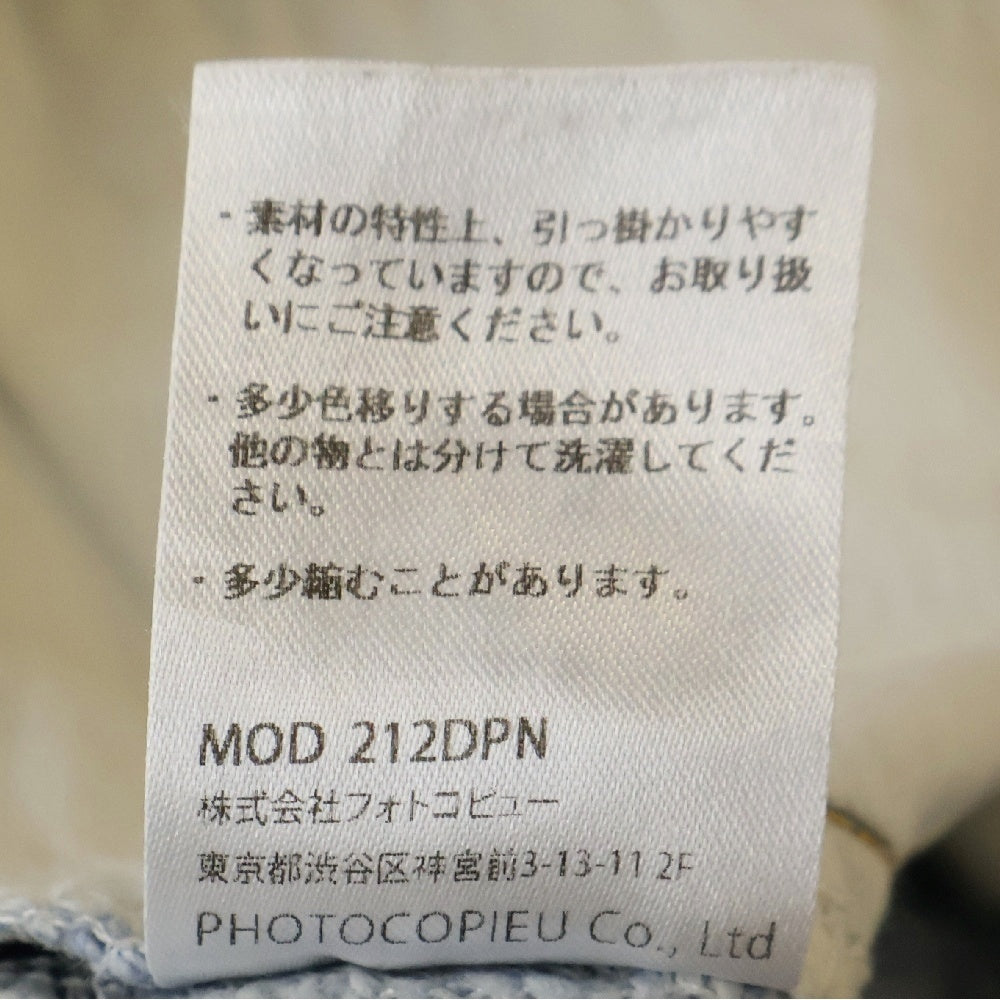 ・素材の特性上、引っ掛かりやす
くなっていますので、お取り扱
いにご注意ください。
・多少色移りする場合があります。
他の物とは分けて洗濯してくだ
さい。
・多少縮むことがあります。
MOD 212DPN
株式会社フォトコピュー
東京都渋谷区神宮前3-13-11 2F
PHOTOCOPIEU Co., Ltd